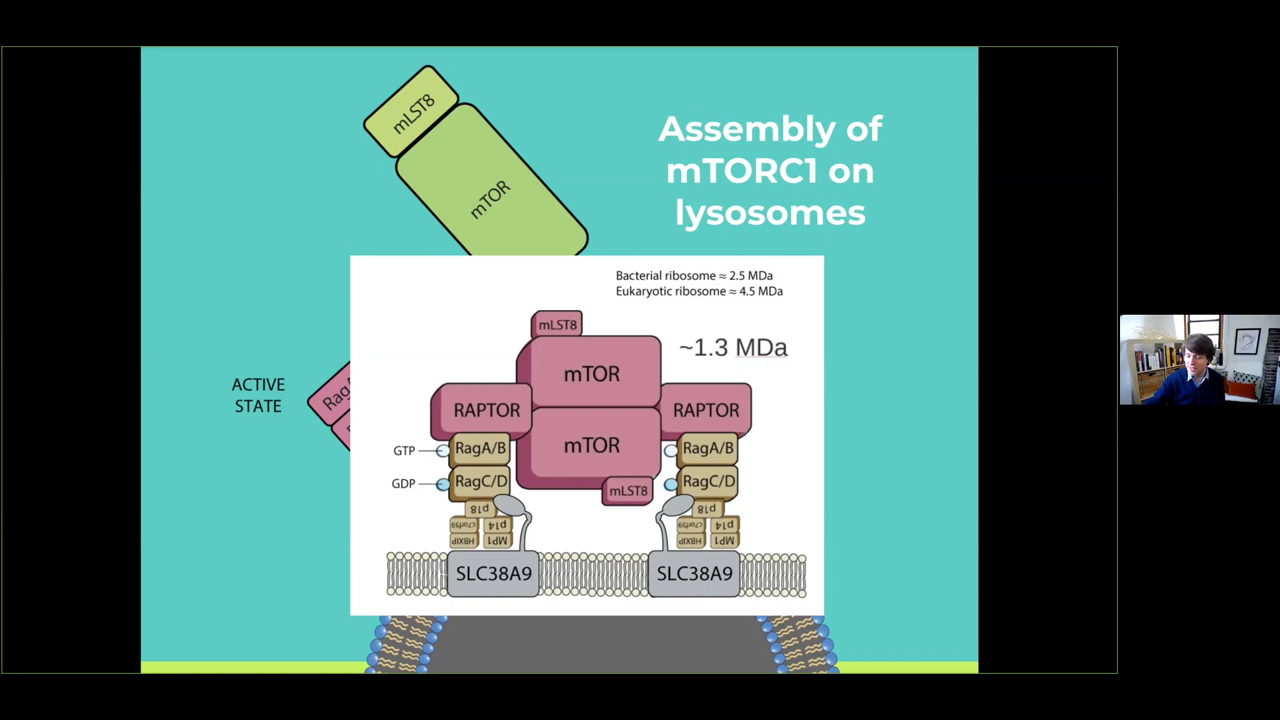 mLST8
mTOR
Assembly of
mTORC1 on
lysosomes
ACTIVE
STATE
Bacterial ribosome ≈ 2.5 MDa
Eukaryotic ribosome ≈ 4.5 MDa
~1.3 MDa
mLST8
mTOR
RAPTOR
RAPTOR
mTOR
GTP
RagA/B
RagA/B
GDP
RagC/D
RagC/D
mLST8
p18
p18
c7orf59
p14
c7orf59
p14
HBXIP
MP1
HBXIP
MP1
SLC38A9
SLC38A9